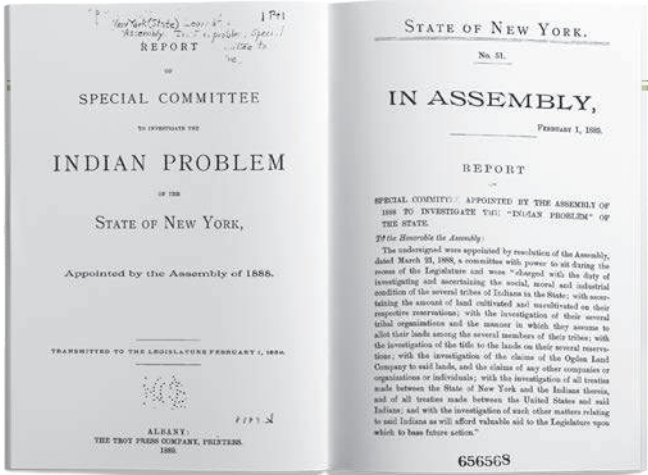 1 Pt 1
New York (State)
Assembly.
REPORT
OF
SPECIAL COMMITTEE
TO INVESTIGATE THE
INDIAN PROBLEM
OF THE
STATE OF NEW YORK,
Appointed by the Assembly of 1888.
TRANSMITTED TO THE LEGISLATURE FEBRUARY 1, 1889.
ALBANY:
THE TROY PRESS COMPANY, PRINTERS.
1889.
STATE OF NEW YORK.
No. 51.
IN ASSEMBLY,
FEBRUARY 1, 1889.
REPORT
SPECIAL COMMITTEE APPOINTED BY THE ASSEMBLY OF
1888 TO INVESTIGATE THE "INDIAN PROBLEM" OF
THE STATE.
To the Honorable the Assembly:
The undersigned were appointed by resolution of the Assembly,
dated March 21, 1888, a committee with power to sit during the
recess of the Legislature and were "charged with the duty of
investigating and ascertaining the social, moral and industrial
condition of the several tribes of Indians in the State; with ascer-
taining the amount of land cultivated and uncultivated on their
respective reservations; with the investigation of their several
tribal organizations and the manner in which they assume to
allot their lands among the several members of their tribes; with
the investigation of the title to the lands on their several reserva-
tions; with the investigation of the claims of the Ogden Land
Company to said lands, and the claims of any other companies or
organizations or individuals; with the investigation of all treaties
made between the State of New York and the Indians therein,
and of all treaties made between the United States and said
Indians; and with the investigation of such other matters relating
to said Indians as will afford valuable aid to the Legislature upon
which to base future action."
656568